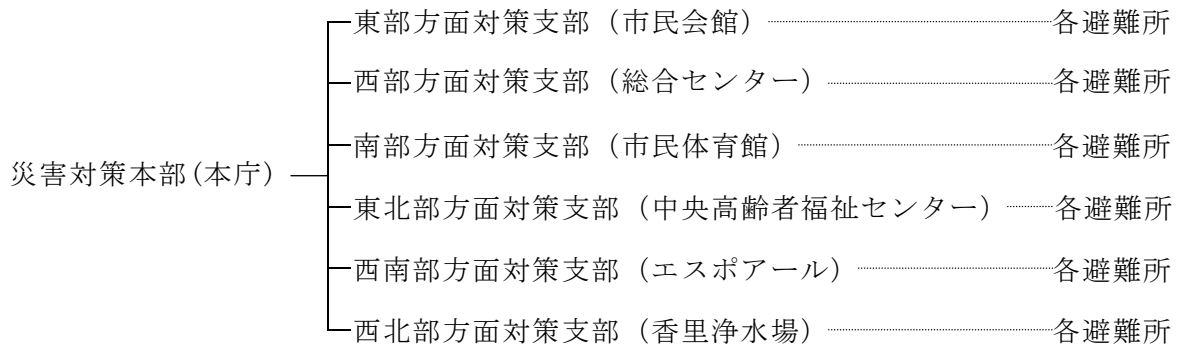 東部方面対策支部（市民会館） 各避難所
西部方面対策支部（総合センター） 各避難所
南部方面対策支部（市民体育館） 各避難所
災害対策本部(本庁)
東北部方面対策支部（中央高齢者福祉センター） 各避難所
西南部方面対策支部（エスポアール） 各避難所
西北部方面対策支部（香里浄水場） 各避難所